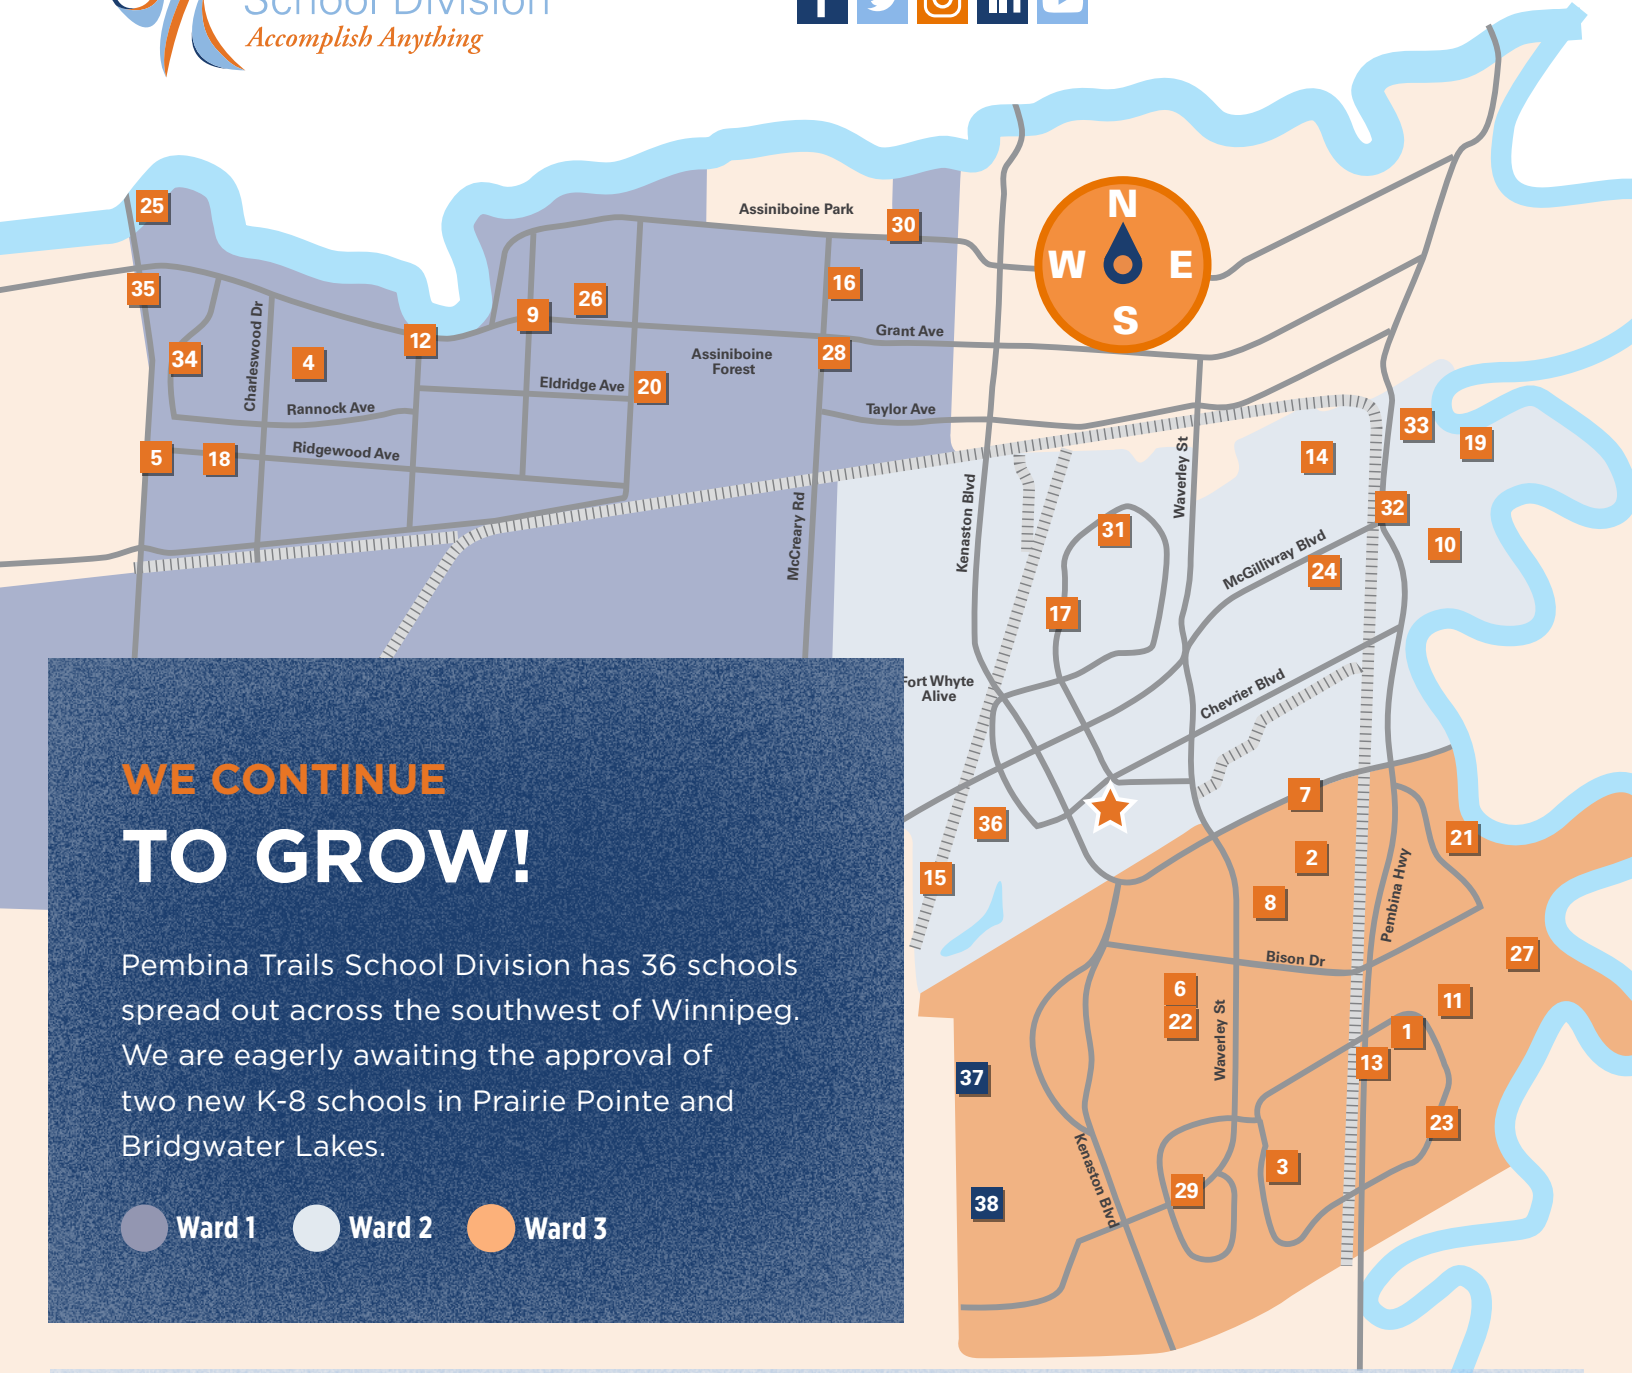 School Division
Accomplish Anything
N
W E
S
25
Assiniboine Park
30
35
16
26
9
Charleswood Dr
12
Grant Ave
34
4
28
Assiniboine
Forest
Eldridge Ave
20
Rannock Ave
Taylor Ave
33
19
5
18
Ridgewood Ave
14
Waverley St
McCreary Rd
Kenaston Blvd
32
31
10
McGillivray Blvd
24
17
Fort Whyte
Alive
Chevrier Blvd
7
36
21
2
15
8
Pembina Hwy
27
Bison Dr
6
11
22
1
Waverley St
13
37
23
Kenaston Blvd
3
29
38
WE CONTINUE
TO GROW!
Pembina Trails School Division has 36 schools
spread out across the southwest of Winnipeg.
We are eagerly awaiting the approval of
two new K-8 schools in Prairie Pointe and
Bridgwater Lakes.
Ward 1 Ward 2 Ward 3